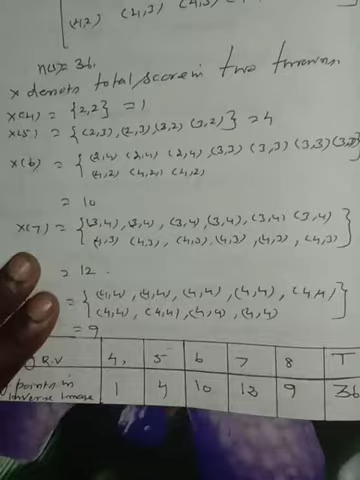 (4,2) (4,3) (4,3)
n(s)= 36.
x denots total score in two
x(4) = {2,2} = 1
x(5) = {(2,3),(2,3),(3,2) (3,2)} = 4
x(6) = {(2,4) (2,4) (2,4) ,(3,3) (3,3) (3,3) (3,3)
(4,2) (4,2) (4,2)
= 10
x(7) = {(3,4), (3,4), (3,4), (3,4), (3,4) (3,4)
(4,3) (4,3), (4,3), (4,3), (4,3), (4,3)}
= 12.
= {(4,4), (4,4), (4,4), (4,4), (4,4)
(4,4), (4,4), (4,4), (4,4)}
= 9
R.V 4, 5 6 7 8 T
points in inverse image 1 4 10 12 9 36